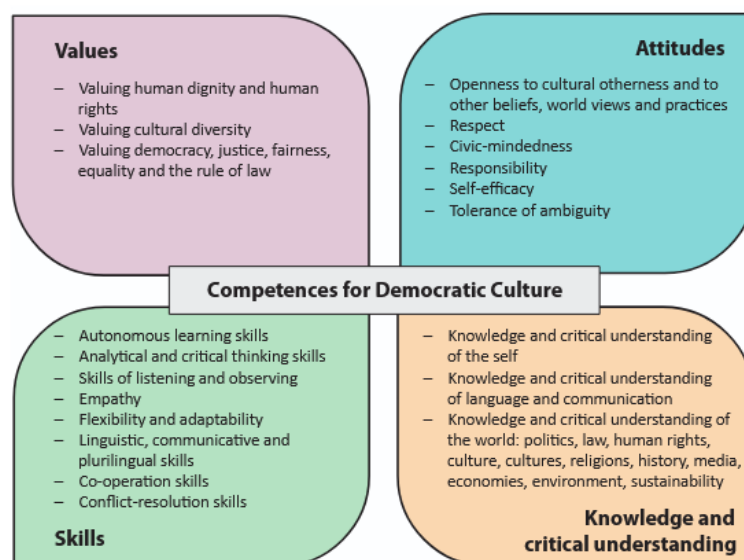 Values
– Valuing human dignity and human
rights
– Valuing cultural diversity
– Valuing democracy, justice, fairness,
equality and the rule of law
Attitudes
– Openness to cultural otherness and to
other beliefs, world views and practices
– Respect
– Civic-mindedness
– Responsibility
– Self-efficacy
– Tolerance of ambiguity
Competences for Democratic Culture
– Autonomous learning skills
– Analytical and critical thinking skills
– Skills of listening and observing
– Empathy
– Flexibility and adaptability
– Linguistic, communicative and
plurilingual skills
– Co-operation skills
– Conflict-resolution skills
Skills
– Knowledge and critical understanding
of the self
– Knowledge and critical understanding
of language and communication
– Knowledge and critical understanding of
the world: politics, law, human rights,
culture, cultures, religions, history, media,
economies, environment, sustainability
Knowledge and
critical understanding